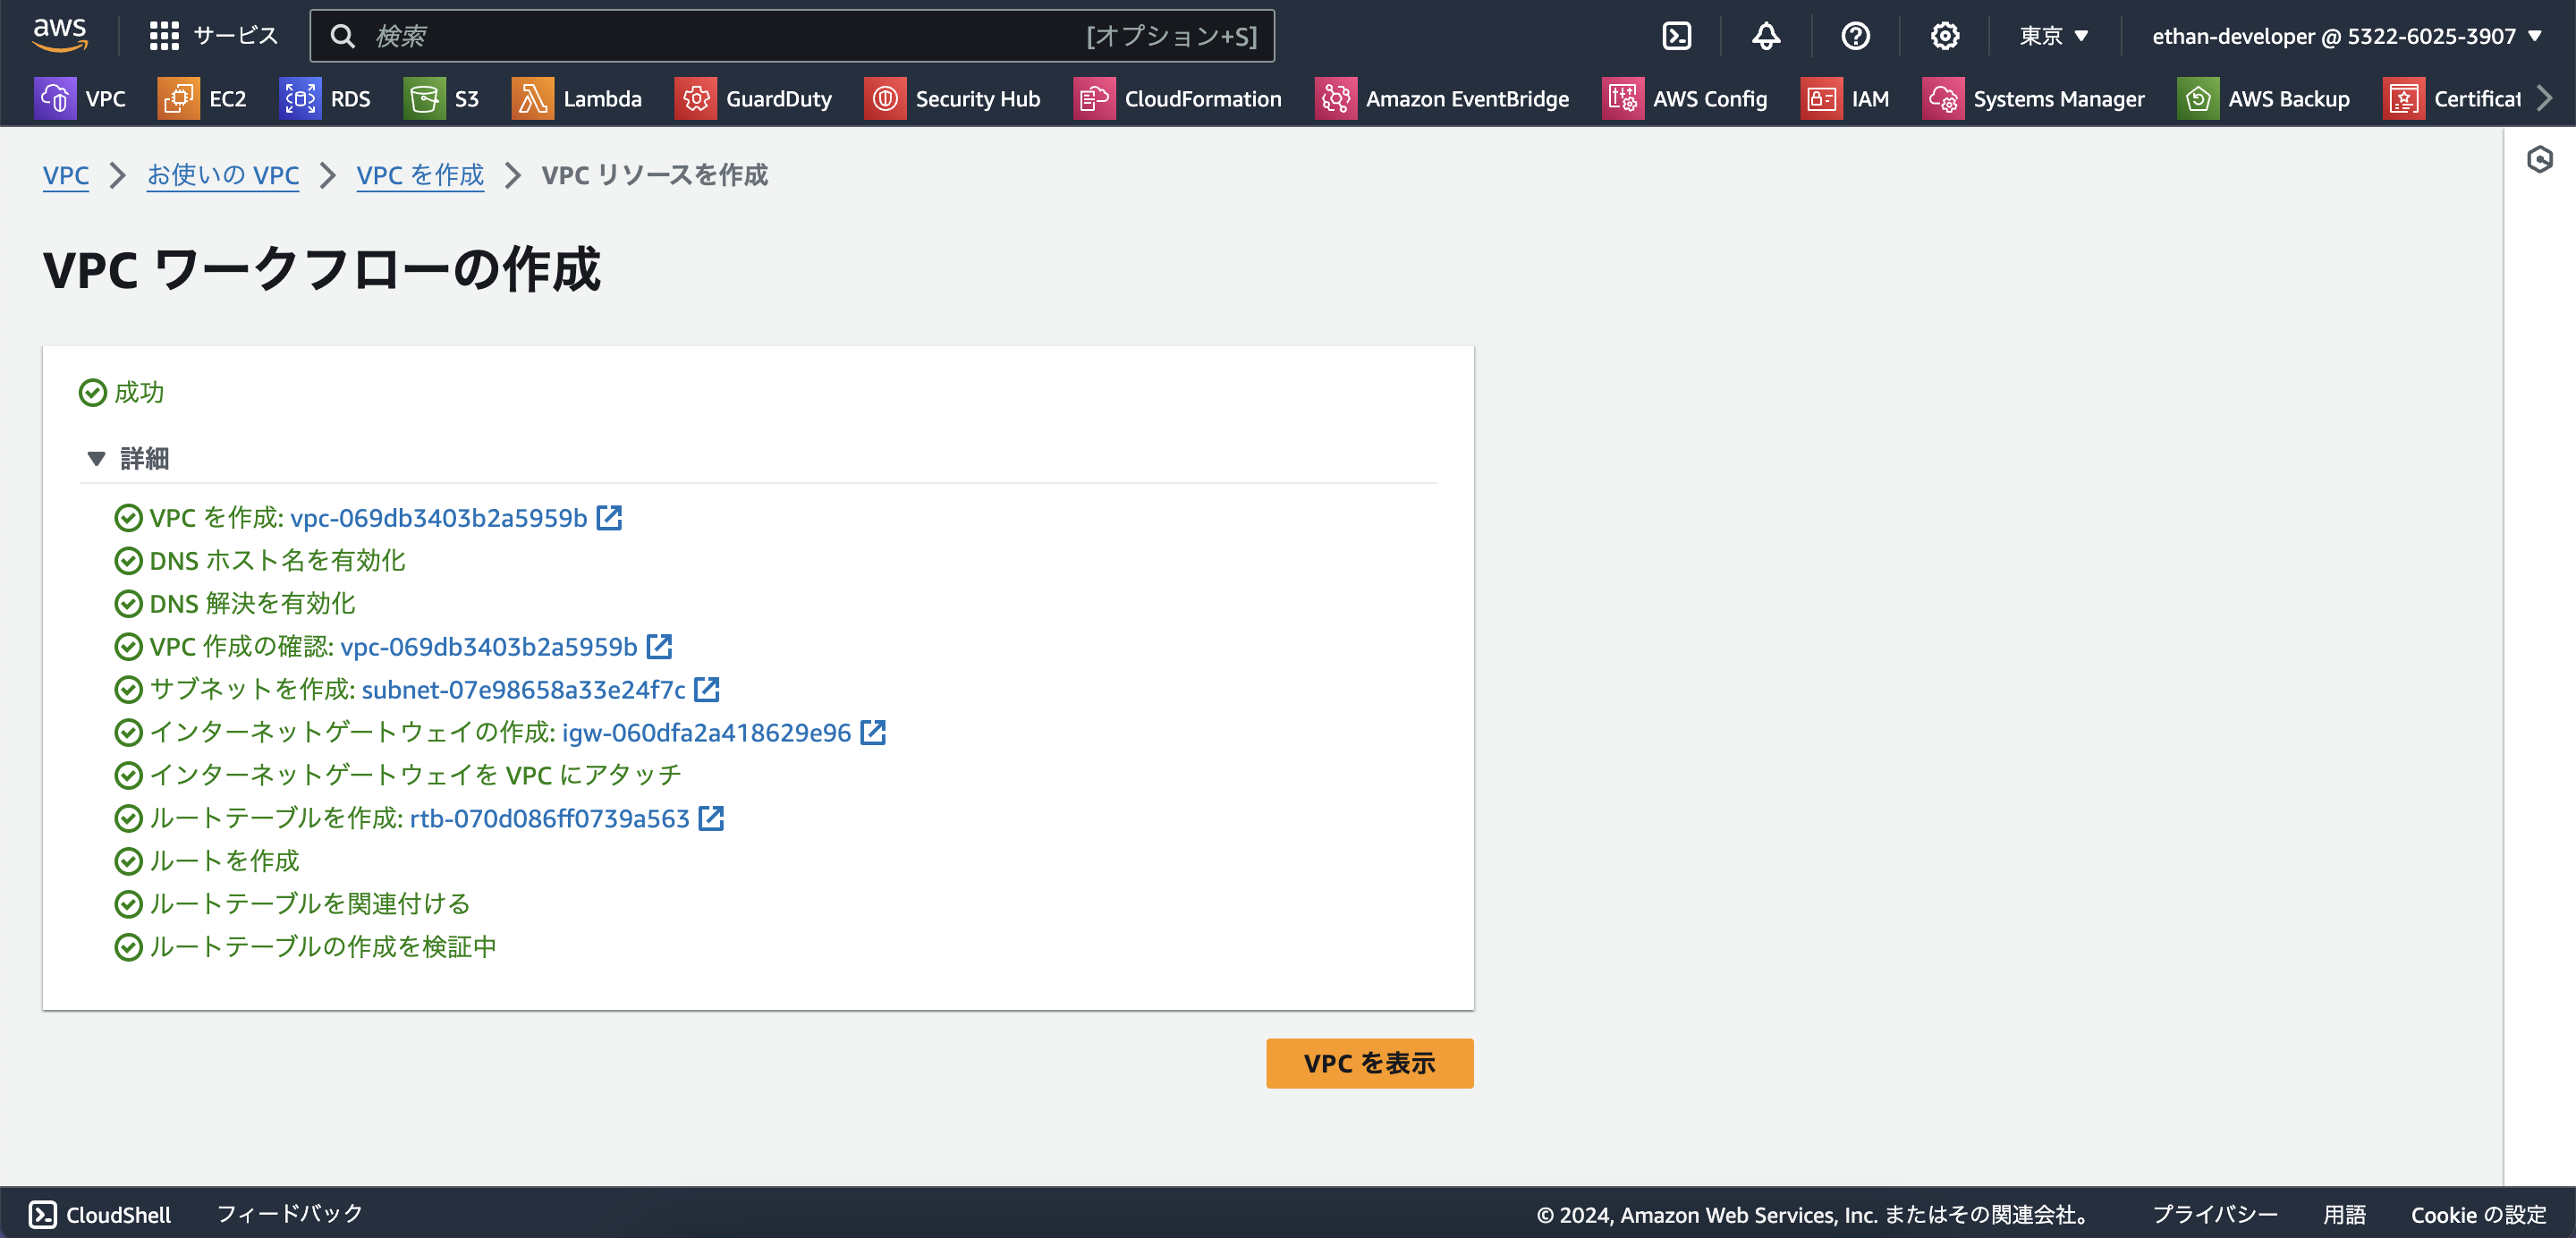 aws サービス 検索 [オプション+S] 東京 ethan-developer @ 5322-6025-3907
VPC EC2 RDS S3 Lambda GuardDuty Security Hub CloudFormation Amazon EventBridge AWS Config IAM Systems Manager AWS Backup Certificat
VPC お使いの VPC VPC を作成 VPC リソースを作成
VPC ワークフローの作成
成功
詳細
VPC を作成: vpc-069db3403b2a5959b
DNS ホスト名を有効化
DNS 解決を有効化
VPC 作成の確認: vpc-069db3403b2a5959b
サブネットを作成: subnet-07e98658a33e24f7c
インターネットゲートウェイの作成: igw-060dfa2a418629e96
インターネットゲートウェイを VPC にアタッチ
ルートテーブルを作成: rtb-070d086ff0739a563
ルートを作成
ルートテーブルを関連付ける
ルートテーブルの作成を検証中
VPC を表示
CloudShell フィードバック © 2024, Amazon Web Services, Inc. またはその関連会社。 プライバシー 用語 Cookie の設定